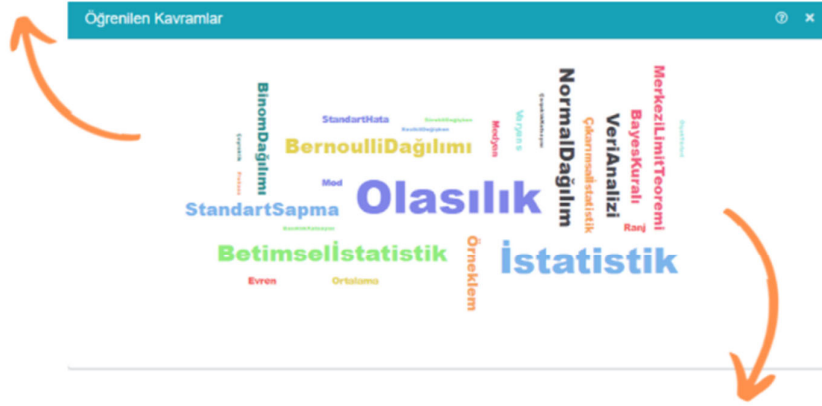 Öğrenilen Kavramlar
BinomDağılımı
StandartHata
BernoulliDağılımı
Medyan
Varyans
NormalDağılım
Çıkarımsalİstatistik
VeriAnalizi
BayesKuralı
MerkeziLimitTeoremi
Mod
Olasılık
StandartSapma
Ranj
Betimselİstatistik
Örneklem
İstatistik
Evren
Ortalama